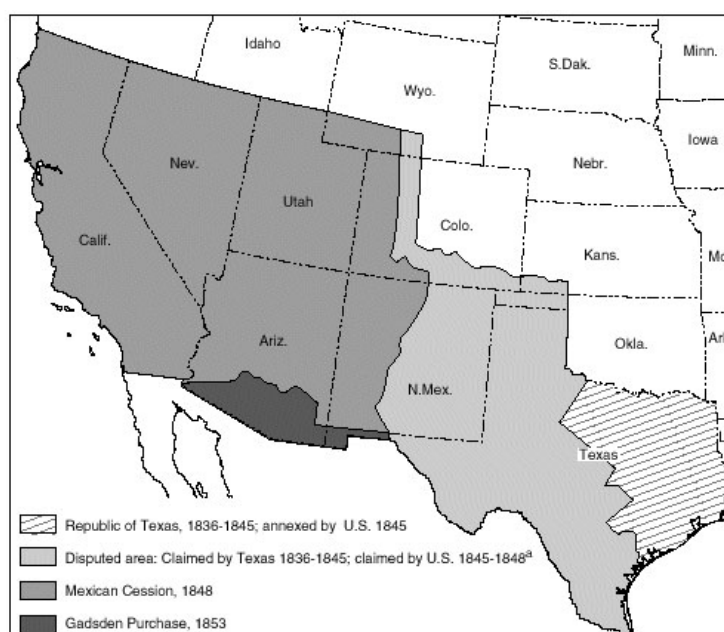 Idaho
S.Dak.
Minn.
Wyo.
Iowa
Nev.
Nebr.
Utah
Colo.
Calif.
Kans.
Mo
Ariz.
Okla.
Ari
N.Mex.
Texas
Republic of Texas, 1836-1845; annexed by U.S. 1845
Disputed area: Claimed by Texas 1836-1845; claimed by U.S. 1845-1848a
Mexican Cession, 1848
Gadsden Purchase, 1853